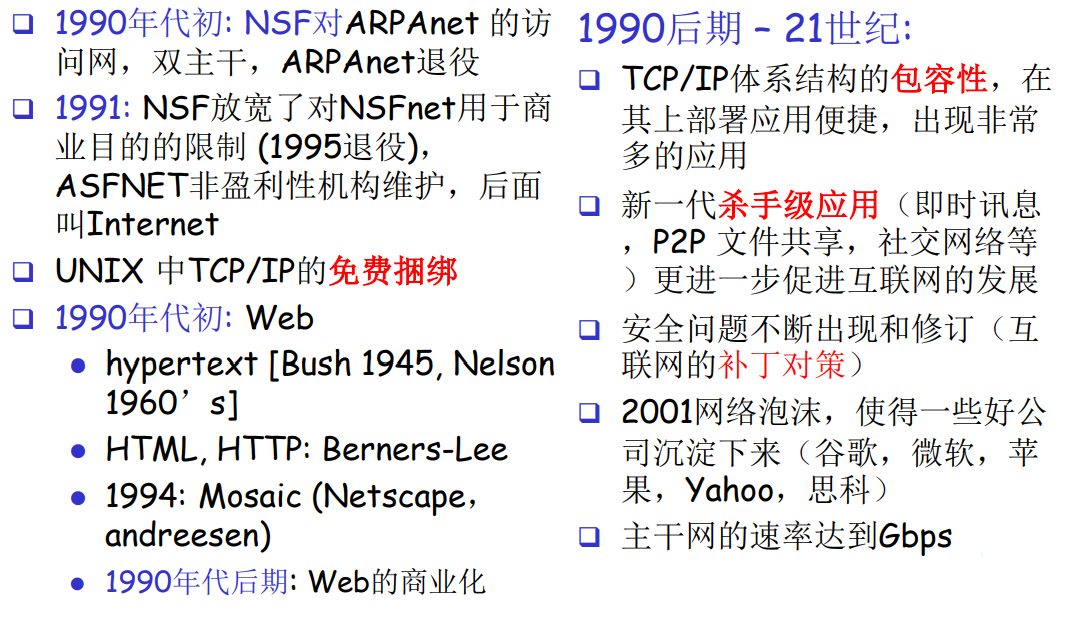 1990年代初: NSF对ARPAnet 的访
问网，双主干，ARPAnet退役
1991: NSF放宽了对NSFnet用于商
业目的的限制 (1995退役)，
ASFNET非盈利性机构维护，后面
叫Internet
UNIX 中TCP/IP的免费捆绑
1990年代初: Web
hypertext [Bush 1945, Nelson
1960’s]
HTML, HTTP: Berners-Lee
1994: Mosaic (Netscape，
andreesen)
1990年代后期: Web的商业化
1990后期 – 21世纪:
TCP/IP体系结构的包容性，在
其上部署应用便捷，出现非常
多的应用
新一代杀手级应用（即时讯息
，P2P 文件共享，社交网络等
）更进一步促进互联网的发展
安全问题不断出现和修订（互
联网的补丁对策）
2001网络泡沫，使得一些好公
司沉淀下来（谷歌，微软，苹
果，Yahoo，思科）
主干网的速率达到Gbps